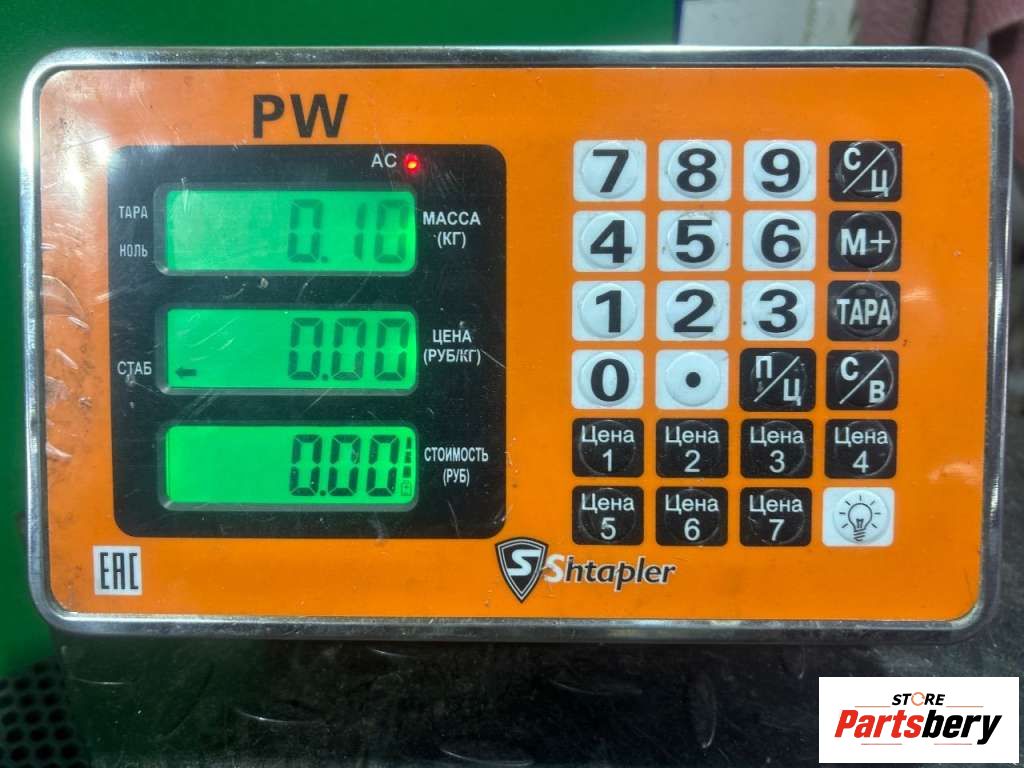 PW
AC
ТАРА
НОЛЬ
0.10
МАССА
(КГ)
СТАБ
0.00
ЦЕНА
(РУБ/КГ)
0.00
СТОИМОСТЬ
(РУБ)
7 8 9 С/Ц
4 5 6 М+
1 2 3 ТАРА
0 • П/Ц С/В
Цена 1 Цена 2 Цена 3 Цена 4
Цена 5 Цена 6 Цена 7
EAC
S Shtapler
STORE
Partsbery